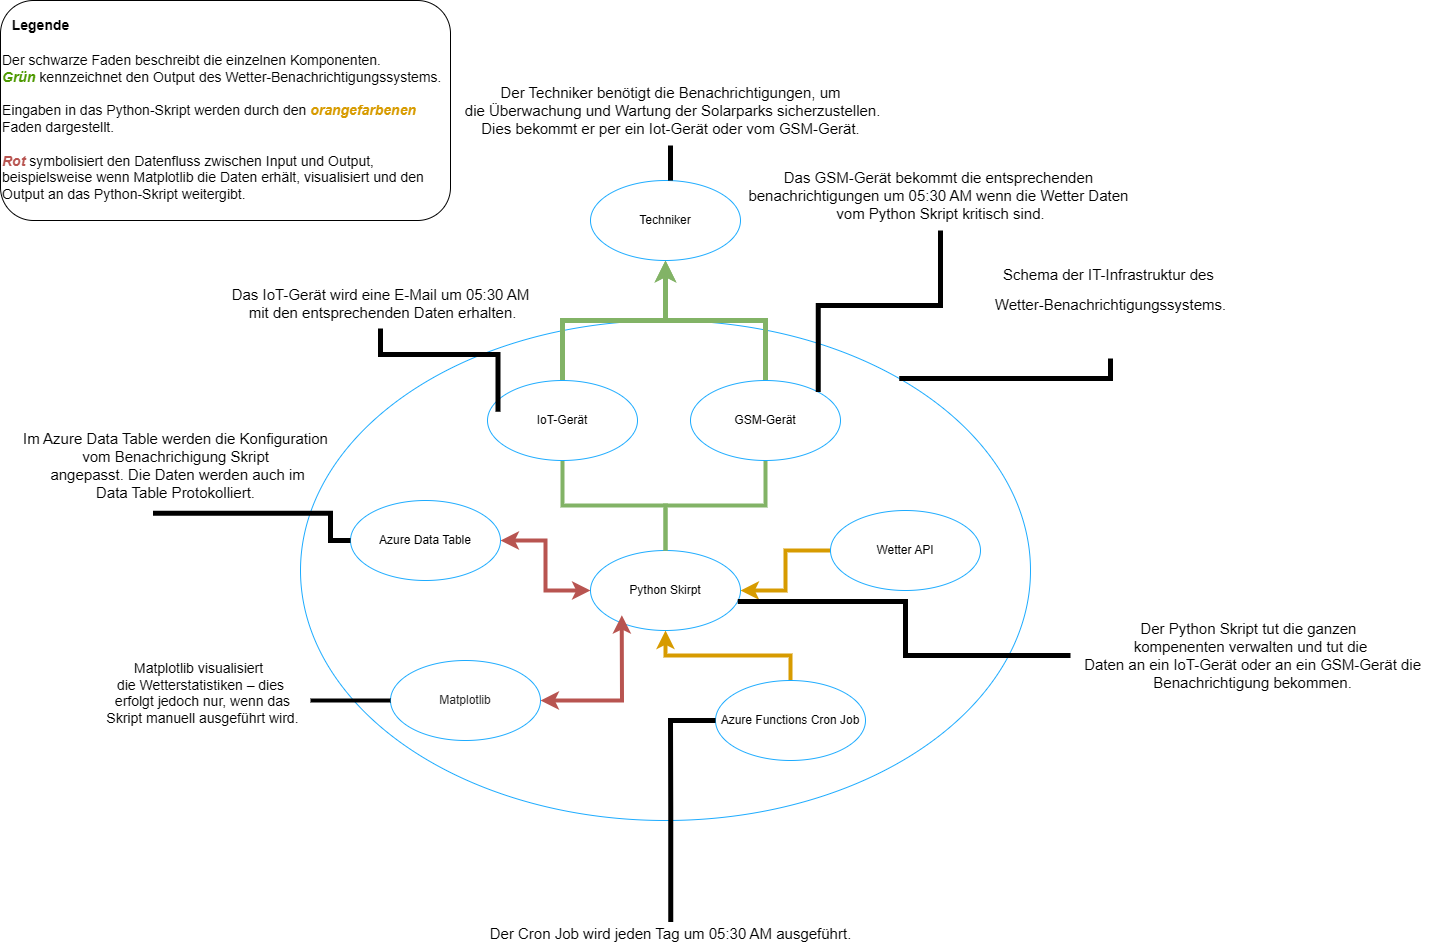 Legende
Der schwarze Faden beschreibt die einzelnen Komponenten.
Grün kennzeichnet den Output des Wetter-Benachrichtigungssystems.
Eingaben in das Python-Skript werden durch den orangefarbenen
Faden dargestellt.
Rot symbolisiert den Datenfluss zwischen Input und Output,
beispielsweise wenn Matplotlib die Daten erhält, visualisiert und den
Output an das Python-Skript weitergibt.
Der Techniker benötigt die Benachrichtigungen, um
die Überwachung und Wartung der Solarparks sicherzustellen.
Dies bekommt er per ein Iot-Gerät oder vom GSM-Gerät.
Techniker
Das GSM-Gerät bekommt die entsprechenden
benachrichtigungen um 05:30 AM wenn die Wetter Daten
vom Python Skript kritisch sind.
Schema der IT-Infrastruktur des
Wetter-Benachrichtigungssystems.
Das IoT-Gerät wird eine E-Mail um 05:30 AM
mit den entsprechenden Daten erhalten.
IoT-Gerät
GSM-Gerät
Im Azure Data Table werden die Konfiguration
vom Benachrichigung Skript
angepasst. Die Daten werden auch im
Data Table Protokolliert.
Azure Data Table
Wetter API
Python Skirpt
Der Python Skript tut die ganzen
kompenenten verwalten und tut die
Daten an ein IoT-Gerät oder an ein GSM-Gerät die
Benachrichtigung bekommen.
Matplotlib visualisiert
die Wetterstatistiken – dies
erfolgt jedoch nur, wenn das
Skript manuell ausgeführt wird.
Matplotlib
Azure Functions Cron Job
Der Cron Job wird jeden Tag um 05:30 AM ausgeführt.